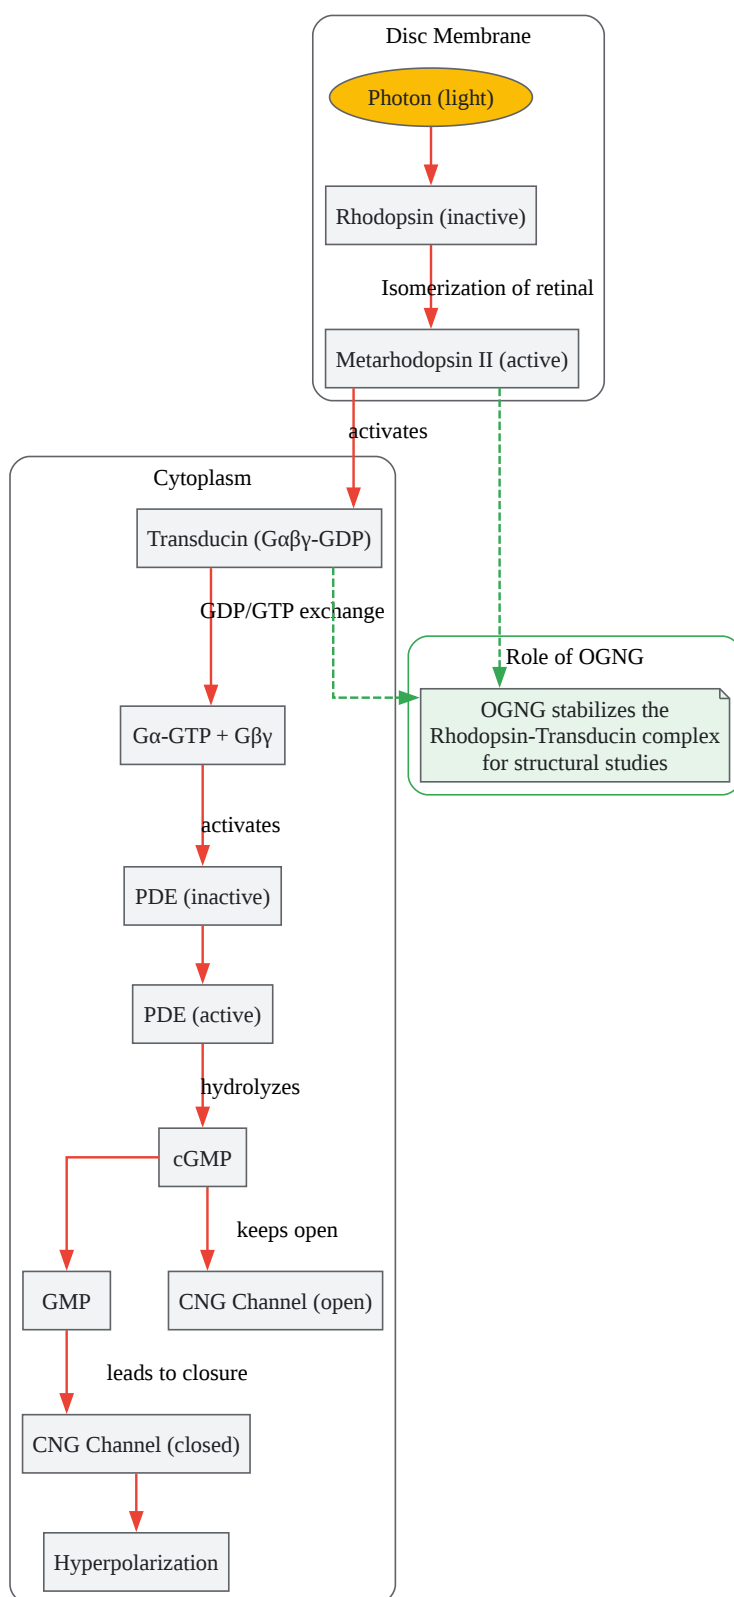 Disc Membrane
Photon (light)
Rhodopsin (inactive)
Isomerization of retinal
Metarhodopsin II (active)
activates
Cytoplasm
Transducin (Gαβγ-GDP)
GDP/GTP exchange
Role of OGNG
OGNG stabilizes the
Rhodopsin-Transducin complex
for structural studies
Gα-GTP + Gβγ
activates
PDE (inactive)
PDE (active)
hydrolyzes
cGMP
keeps open
GMP
CNG Channel (open)
leads to closure
CNG Channel (closed)
Hyperpolarization